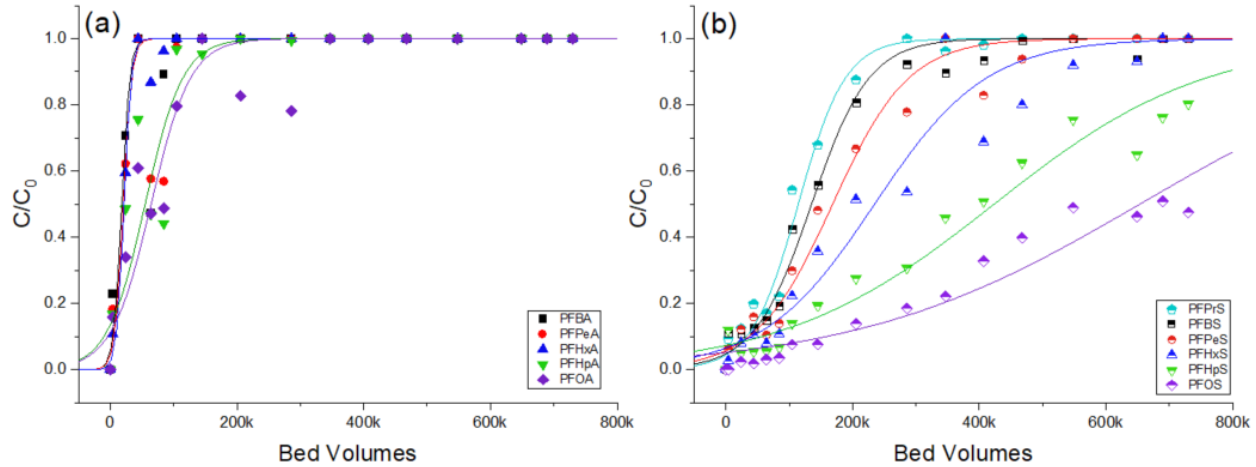 (a)
C/C0
1.0
0.8
0.6
0.4
0.2
0.0
PFBA
PFPeA
PFHxA
PFHpA
PFOA
0 200k 400k 600k 800k
Bed Volumes
(b)
C/C0
1.0
0.8
0.6
0.4
0.2
0.0
PFPrS
PFBS
PFPeS
PFHxS
PFHpS
PFOS
0 200k 400k 600k 800k
Bed Volumes